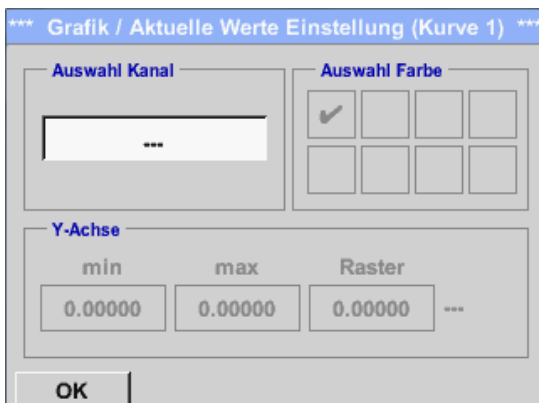 *** Grafik / Aktuelle Werte Einstellung (Kurve 1) ***
Auswahl Kanal
Auswahl Farbe
---
✔
Y-Achse
min max Raster
0.00000 0.00000 0.00000 ---
OK